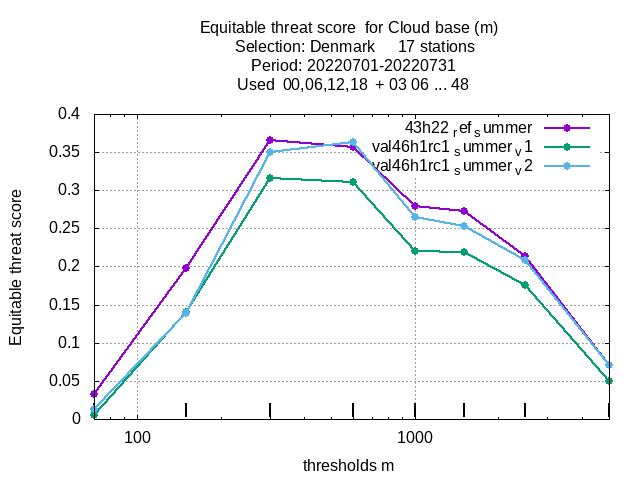 Equitable threat score for Cloud base (m)
Selection: Denmark 17 stations
Period: 20220701-20220731
Used 00,06,12,18 + 03 06 ... 48
43h22 ref summer
val46h1rc1 summer v1
val46h1rc1 summer v2
Equitable threat score
0.4
0.35
0.3
0.25
0.2
0.15
0.1
0.05
0
100 1000
thresholds m